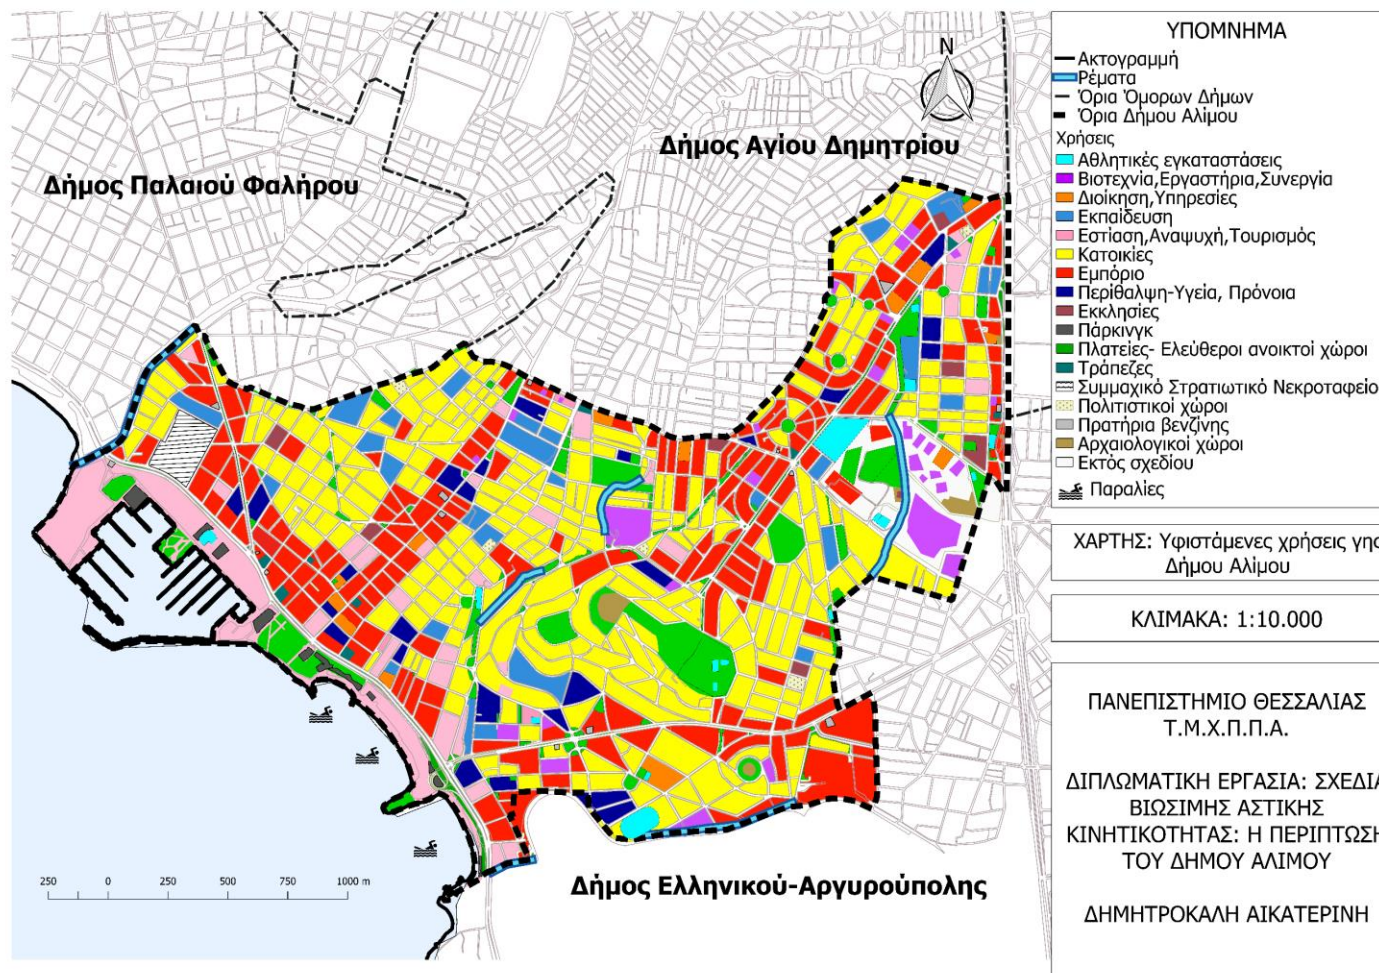 N
Δήμος Αγίου Δημητρίου
Δήμος Παλαιού Φαλήρου
Δήμος Ελληνικού-Αργυρούπολης
250 0 250 500 750 1000 m
ΥΠΟΜΝΗΜΑ
Ακτογραμμή
Ρέματα
Όρια Όμορων Δήμων
Όρια Δήμου Αλίμου
Χρήσεις
Αθλητικές εγκαταστάσεις
Βιοτεχνία,Εργαστήρια,Συνεργία
Διοίκηση,Υπηρεσίες
Εκπαίδευση
Εστίαση,Αναψυχή,Τουρισμός
Κατοικίες
Εμπόριο
Περίθαλψη-Υγεία, Πρόνοια
Εκκλησίες
Πάρκινγκ
Πλατείες- Ελεύθεροι ανοικτοί χώροι
Τράπεζες
Συμμαχικό Στρατιωτικό Νεκροταφείο
Πολιτιστικοί χώροι
Πρατήρια βενζίνης
Αρχαιολογικοί χώροι
Εκτός σχεδίου
Παραλίες
ΧΑΡΤΗΣ: Υφιστάμενες χρήσεις γης
Δήμου Αλίμου
ΚΛΙΜΑΚΑ: 1:10.000
ΠΑΝΕΠΙΣΤΗΜΙΟ ΘΕΣΣΑΛΙΑΣ
Τ.Μ.Χ.Π.Π.Α.
ΔΙΠΛΩΜΑΤΙΚΗ ΕΡΓΑΣΙΑ: ΣΧΕΔΙΑ
ΒΙΩΣΙΜΗΣ ΑΣΤΙΚΗΣ
ΚΙΝΗΤΙΚΟΤΗΤΑΣ: Η ΠΕΡΙΠΤΩΣΗ
ΤΟΥ ΔΗΜΟΥ ΑΛΙΜΟΥ
ΔΗΜΗΤΡΟΚΑΛΗ ΑΙΚΑΤΕΡΙΝΗ